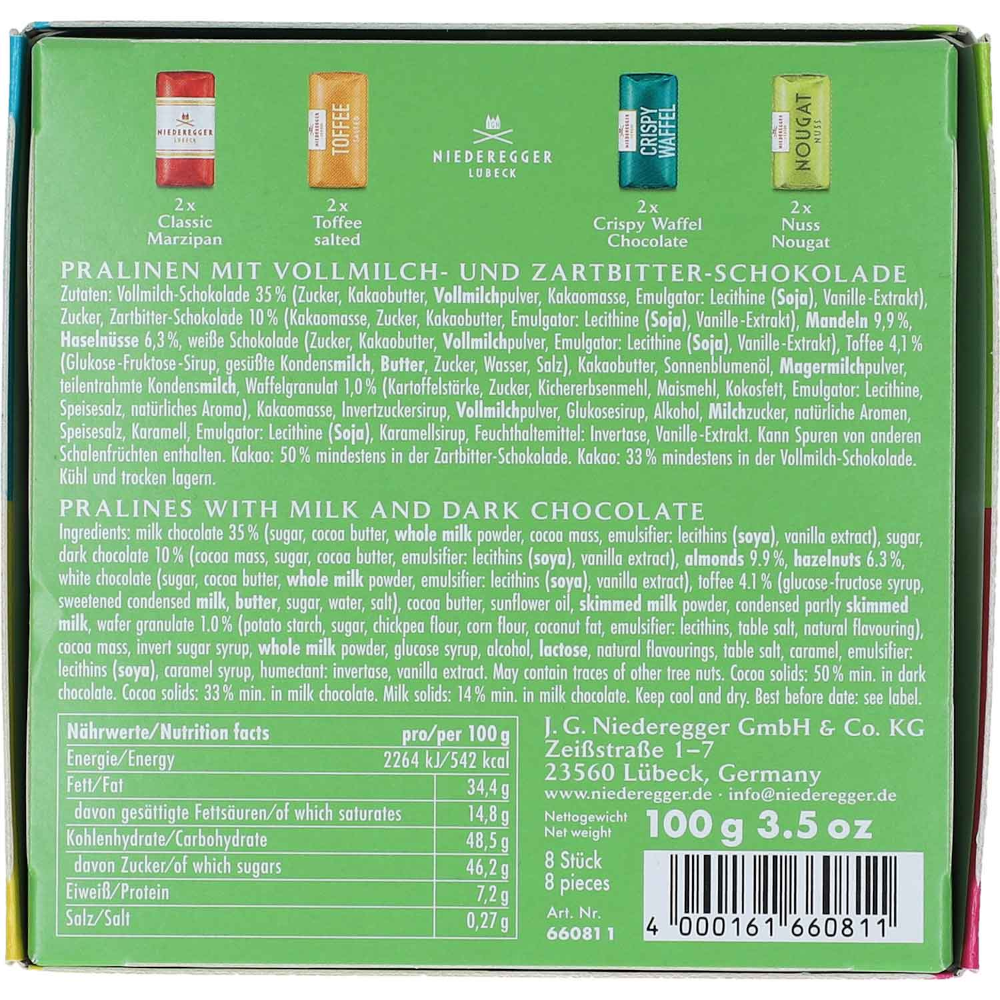 NIEDEREGGER
LÜBECK
NIEDEREGGER
TOFFEE
SALTED
NIEDEREGGER
LÜBECK
NIEDEREGGER
CRISPY
WAFFEL
NIEDEREGGER
NOUGAT
NUSS
2 x
Classic
Marzipan
2 x
Toffee
salted
2 x
Crispy Waffel
Chocolate
2 x
Nuss
Nougat
PRALINEN MIT VOLLMILCH- UND ZARTBITTER-SCHOKOLADE
Zutaten: Vollmilch-Schokolade 35 % (Zucker, Kakaobutter, Vollmilchpulver, Kakaomasse, Emulgator: Lecithine (Soja), Vanille-Extrakt),
Zucker, Zartbitter-Schokolade 10 % (Kakaomasse, Zucker, Kakaobutter, Emulgator: Lecithine (Soja), Vanille-Extrakt), Mandeln 9,9 %,
Haselnüsse 6,3 %, weiße Schokolade (Zucker, Kakaobutter, Vollmilchpulver, Emulgator: Lecithine (Soja), Vanille-Extrakt), Toffee 4,1 %
(Glukose-Fruktose-Sirup, gesüßte Kondensmilch, Butter, Zucker, Wasser, Salz), Kakaobutter, Sonnenblumenöl, Magermilchpulver,
teilentrahmte Kondensmilch, Waffelgranulat 1,0 % (Kartoffelstärke, Zucker, Kichererbsenmehl, Maismehl, Kokosfett, Emulgator: Lecithine,
Speisesalz, natürliches Aroma), Kakaomasse, Invertzuckersirup, Vollmilchpulver, Glukosesirup, Alkohol, Milchzucker, natürliche Aromen,
Speisesalz, Karamell, Emulgator: Lecithine (Soja), Karamellsirup, Feuchthaltemittel: Invertase, Vanille-Extrakt. Kann Spuren von anderen
Schalenfrüchten enthalten. Kakao: 50 % mindestens in der Zartbitter-Schokolade. Kakao: 33 % mindestens in der Vollmilch-Schokolade.
Kühl und trocken lagern.
PRALINES WITH MILK AND DARK CHOCOLATE
Ingredients: milk chocolate 35 % (sugar, cocoa butter, whole milk powder, cocoa mass, emulsifier: lecithins (soya), vanilla extract), sugar,
dark chocolate 10 % (cocoa mass, sugar, cocoa butter, emulsifier: lecithins (soya), vanilla extract), almonds 9.9 %, hazelnuts 6.3 %,
white chocolate (sugar, cocoa butter, whole milk powder, emulsifier: lecithins (soya), vanilla extract), toffee 4.1 % (glucose-fructose syrup,
sweetened condensed milk, butter, sugar, water, salt), cocoa butter, sunflower oil, skimmed milk powder, condensed partly skimmed
milk, wafer granulate 1.0 % (potato starch, sugar, chickpea flour, corn flour, coconut fat, emulsifier: lecithins, table salt, natural flavouring),
cocoa mass, invert sugar syrup, whole milk powder, glucose syrup, alcohol, lactose, natural flavourings, table salt, caramel, emulsifier:
lecithins (soya), caramel syrup, humectant: invertase, vanilla extract. May contain traces of other tree nuts. Cocoa solids: 50 % min. in dark
chocolate. Cocoa solids: 33 % min. in milk chocolate. Milk solids: 14 % min. in milk chocolate. Keep cool and dry. Best before date: see label.
Nährwerte/Nutrition facts pro/per 100 g
Energie/Energy 2264 kJ/542 kcal
Fett/Fat 34,4 g
davon gesättigte Fettsäuren/of which saturates 14,8 g
Kohlenhydrate/Carbohydrate 48,5 g
davon Zucker/of which sugars 46,2 g
Eiweiß/Protein 7,2 g
Salz/Salt 0,27 g
J. G. Niederegger GmbH & Co. KG
Zeißstraße 1–7
23560 Lübeck, Germany
www.niederegger.de · info@niederegger.de
Nettogewicht
Net weight
100 g 3.5 oz
8 Stück
8 pieces
Art. Nr.
66081 1
4 000161 660811